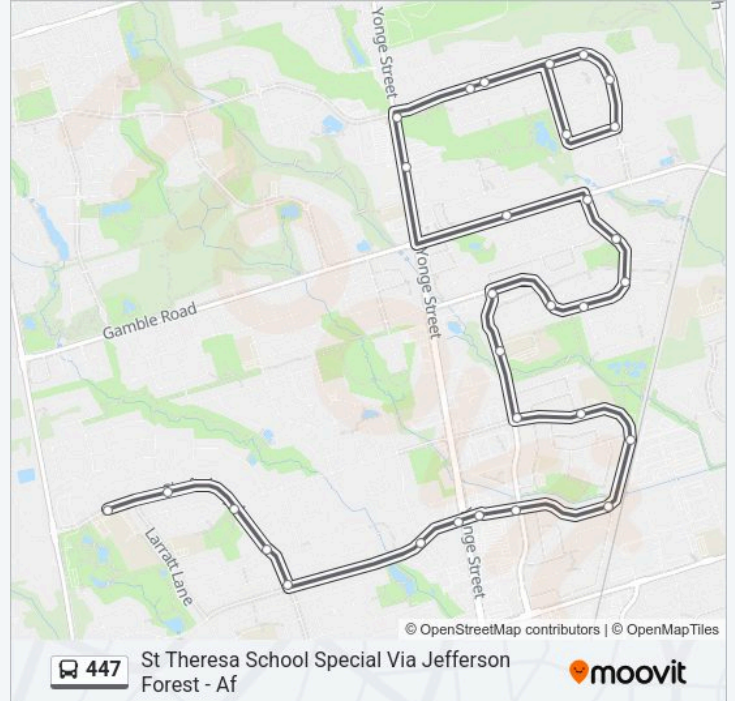 Yonge Street
Yonge Street
Gamble Road
Larratt Lane
nge Street
© OpenStreetMap contributors | © OpenMapTiles
447
St Theresa School Special Via Jefferson
Forest - Af
moovit